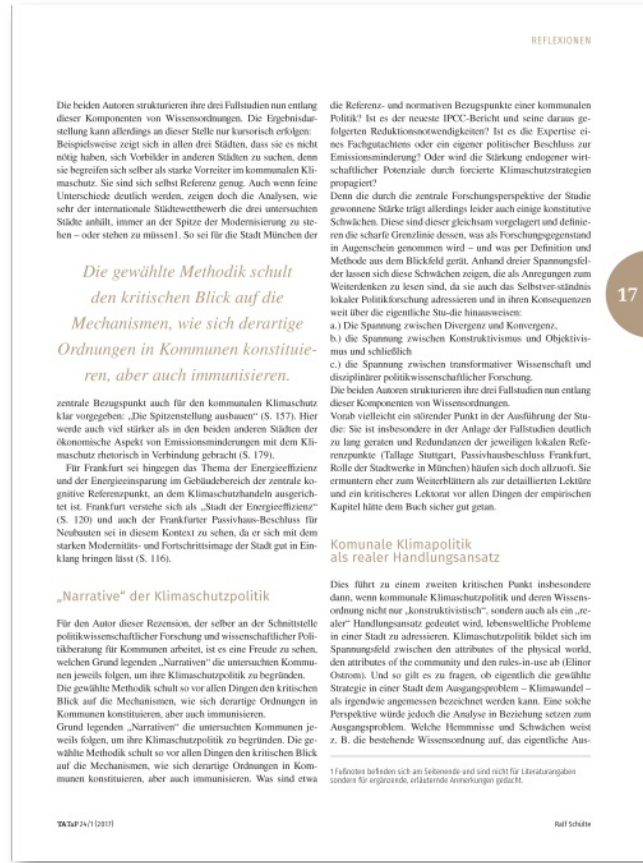 REFLEXIONEN
Die beiden Autoren strukturieren ihre drei Fallstudien nun entlang
dieser Komponenten von Wissensordnungen. Die Ergebnisdar-
stellung kann allerdings an dieser Stelle nur kursorisch erfolgen:
Beispielsweise zeigt sich in allen drei Städten, dass sie es nicht
nötig haben, sich Vorbilder in anderen Städten zu suchen, denn
sie begreifen sich selber als starke Vorreiter im kommunalen Kli-
maschutz. Sie sind sich selbst Referenz genug. Auch wenn feine
Unterschiede deutlich werden, zeigen doch die Analysen, wie
sehr der internationale Städtewettbewerb die drei untersuchten
Städte anhält, immer an der Spitze der Modernisierung zu ste-
hen – oder stehen zu müssen1. So sei für die Stadt München der
Die gewählte Methodik schult
den kritischen Blick auf die
Mechanismen, wie sich derartige
Ordnungen in Kommunen konstituie-
ren, aber auch immunisieren.
zentrale Bezugspunkt auch für den kommunalen Klimaschutz
klar vorgegeben: „Die Spitzenstellung ausbauen“ (S. 157). Hier
werde auch viel stärker als in den beiden anderen Städten der
ökonomische Aspekt von Emissionsminderungen mit dem Kli-
maschutz rhetorisch in Verbindung gebracht (S. 179).
Für Frankfurt sei hingegen das Thema der Energieeffizienz
und der Energieeinsparung im Gebäudebereich der zentrale ko-
gnitive Referenzpunkt, an dem Klimaschutzhandeln ausgerich-
tet ist. Frankfurt verstehe sich als „Stadt der Energieeffizienz“
(S. 120) und auch der Frankfurter Passivhaus-Beschluss für
Neubauten sei in diesem Kontext zu sehen, da er sich mit dem
starken Modernitäts- und Fortschrittsimage der Stadt gut in Ein-
klang bringen lässt (S. 116).
„Narrative“ der Klimaschutzpolitik
Für den Autor dieser Rezension, der selber an der Schnittstelle
politikwissenschaftlicher Forschung und wissenschaftlicher Poli-
tikberatung für Kommunen arbeitet, ist es eine Freude zu sehen,
welchen Grund legenden „Narrativen“ die untersuchten Kommu-
nen jeweils folgen, um ihre Klimaschutzpolitik zu begründen.
Die gewählte Methodik schult so vor allen Dingen den kritischen
Blick auf die Mechanismen, wie sich derartige Ordnungen in
Kommunen konstituieren, aber auch immunisieren.
Grund legenden „Narrativen“ die untersuchten Kommunen je-
weils folgen, um ihre Klimaschutzpolitik zu begründen. Die ge-
wählte Methodik schult so vor allen Dingen den kritischen Blick
auf die Mechanismen, wie sich derartige Ordnungen in Kom-
munen konstituieren, aber auch immunisieren. Was sind etwa
die Referenz- und normativen Bezugspunkte einer kommunalen
Politik? Ist es der neueste IPCC-Bericht und seine daraus ge-
folgerten Reduktionsnotwendigkeiten? Ist es die Expertise ei-
nes Fachgutachtens oder ein eigener politischer Beschluss zur
Emissionsminderung? Oder wird die Stärkung endogener wirt-
schaftlicher Potenziale durch forcierte Klimaschutzstrategien
propagiert?
Denn die durch die zentrale Forschungsperspektive der Studie
gewonnene Stärke trägt allerdings leider auch einige konstitutive
Schwächen. Diese sind dieser gleichsam vorgelagert und definie-
ren die scharfe Grenzlinie dessen, was als Forschungsgegenstand
in Augenschein genommen wird – und was per Definition und
Methode aus dem Blickfeld gerät. Anhand dreier Spannungsfel-
der lassen sich diese Schwächen zeigen, die als Anregungen zum
Weiterdenken zu lesen sind, da sie auch das Selbstver-ständnis
lokaler Politikforschung adressieren und in ihren Konsequenzen
weit über die eigentliche Stu-die hinausweisen:
a.) Die Spannung zwischen Divergenz und Konvergenz,
b.) die Spannung zwischen Konstruktivismus und Objektivis-
mus und schließlich
c.) die Spannung zwischen transformativer Wissenschaft und
disziplinärer politikwissenschaftlicher Forschung.
Die beiden Autoren strukturieren ihre drei Fallstudien nun entlang
dieser Komponenten von Wissensordnungen.
Vorab vielleicht ein störender Punkt in der Ausführung der Stu-
die: Sie ist insbesondere in der Anlage der Fallstudien deutlich
zu lang geraten und Redundanzen der jeweiligen lokalen Refe-
renzpunkte (Tallage Stuttgart, Passivhausbeschluss Frankfurt,
Rolle der Stadtwerke in München) häufen sich doch allzuoft. Sie
ermuntern eher zum Weiterblättern als zur detaillierten Lektüre
und ein kritischeres Lektorat vor allen Dingen der empirischen
Kapitel hätte dem Buch sicher gut getan.
Komunale Klimapolitik
als realer Handlungsansatz
Dies führt zu einem zweiten kritischen Punkt insbesondere
dann, wenn kommunale Klimaschutzpolitik und deren Wissens-
ordnung nicht nur „konstruktivistisch“, sondern auch als ein „re-
aler“ Handlungsansatz gedeutet wird, lebensweltliche Probleme
in einer Stadt zu adressieren. Klimaschutzpolitik bildet sich im
Spannungsfeld zwischen den attributes of the physical world,
den attributes of the community und den rules-in-use ab (Elinor
Ostrom). Und so gilt es zu fragen, ob eigentlich die gewählte
Strategie in einer Stadt dem Ausgangsproblem – Klimawandel –
als irgendwie angemessen bezeichnet werden kann. Eine solche
Perspektive würde jedoch die Analyse in Beziehung setzen zum
Ausgangsproblem. Welche Hemmnisse und Schwächen weist
z. B. die bestehende Wissensordnung auf, das eigentliche Aus-
1 Fußnoten befinden sich am Seitenende und sind nicht für Literaturangaben
sondern für ergänzende, erläuternde Anmerkungen gedacht.
17
TATuP 24/1 (2017)
Ralf Schülte